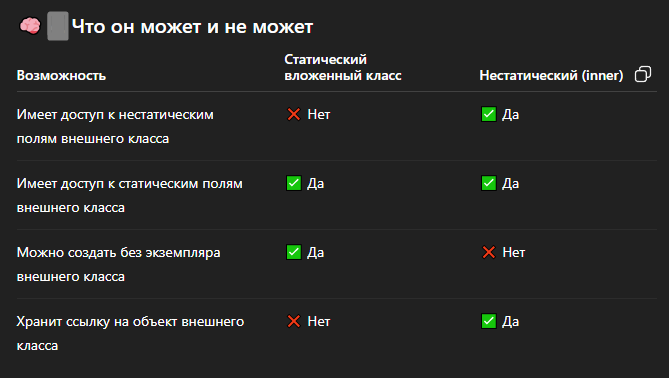 Что он может и не может
Возможность
Статический
вложенный класс
Нестатический (inner)
Имеет доступ к нестатическим
полям внешнего класса
Нет
Да
Имеет доступ к статическим полям
внешнего класса
Да
Да
Можно создать без экземпляра
внешнего класса
Да
Нет
Хранит ссылку на объект внешнего
класса
Нет
Да